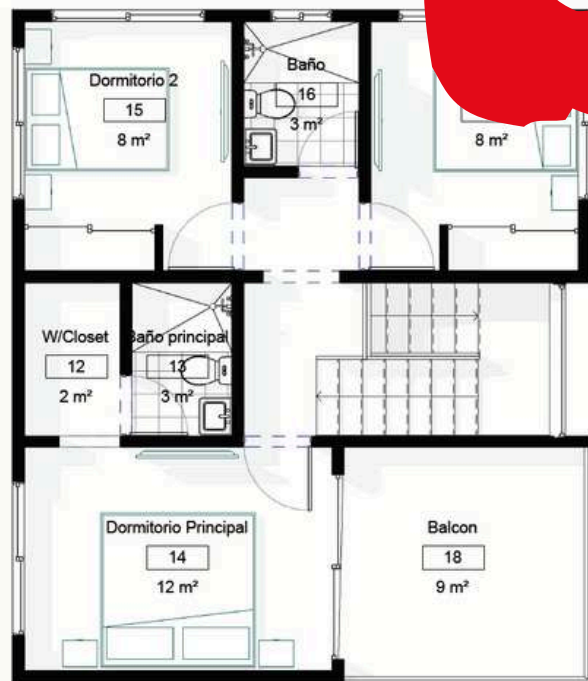 Dormitorio 2
15
8 m²
Baño
16
3 m²
8 m²
W/Closet
12
2 m²
Baño principal
13
3 m²
Dormitorio Principal
14
12 m²
Balcon
18
9 m²